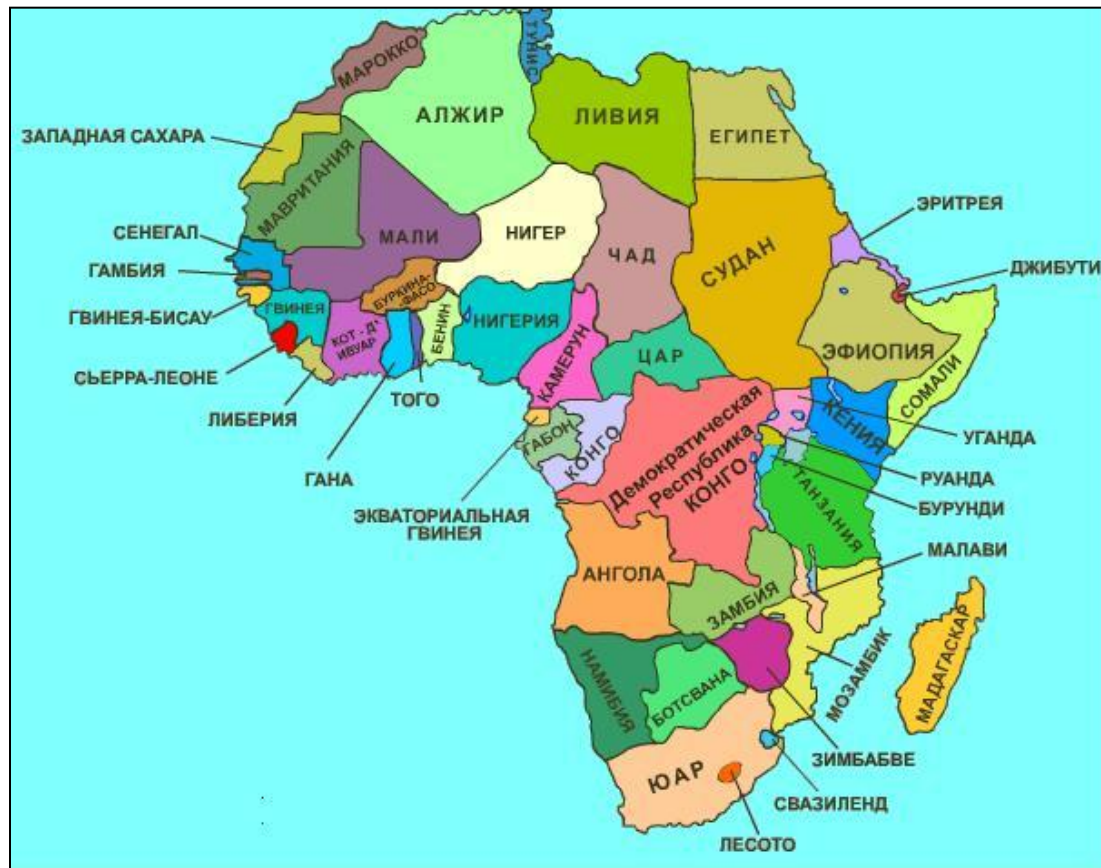 ТУНИС
МАРОККО
АЛЖИР
ЛИВИЯ
ЕГИПЕТ
ЗАПАДНАЯ САХАРА
МАВРИТАНИЯ
МАЛИ
НИГЕР
ЧАД
СУДАН
ЭРИТРЕЯ
СЕНЕГАЛ
ГАМБИЯ
ДЖИБУТИ
БУРКИНА-
ФАСО
ГВИНЕЯ-БИСАУ
ГВИНЕЯ
КОТ - Д'
ИВУАР
БЕНИН
НИГЕРИЯ
КАМЕРУН
ЦАР
ЭФИОПИЯ
СОМАЛИ
СЬЕРРА-ЛЕОНЕ
ЛИБЕРИЯ
ТОГО
ГАНА
ГАБОН
КОНГО
Демократическая
Республика
КОНГО
КЕНИЯ
УГАНДА
РУАНДА
БУРУНДИ
ЭКВАТОРИАЛЬНАЯ
ГВИНЕЯ
ТАНЗАНИЯ
МАЛАВИ
АНГОЛА
ЗАМБИЯ
МОЗАМБИК
МАДАГАСКАР
НАМИБИЯ
БОТСВАНА
ЗИМБАБВЕ
ЮАР
СВАЗИЛЕНД
ЛЕСОТО